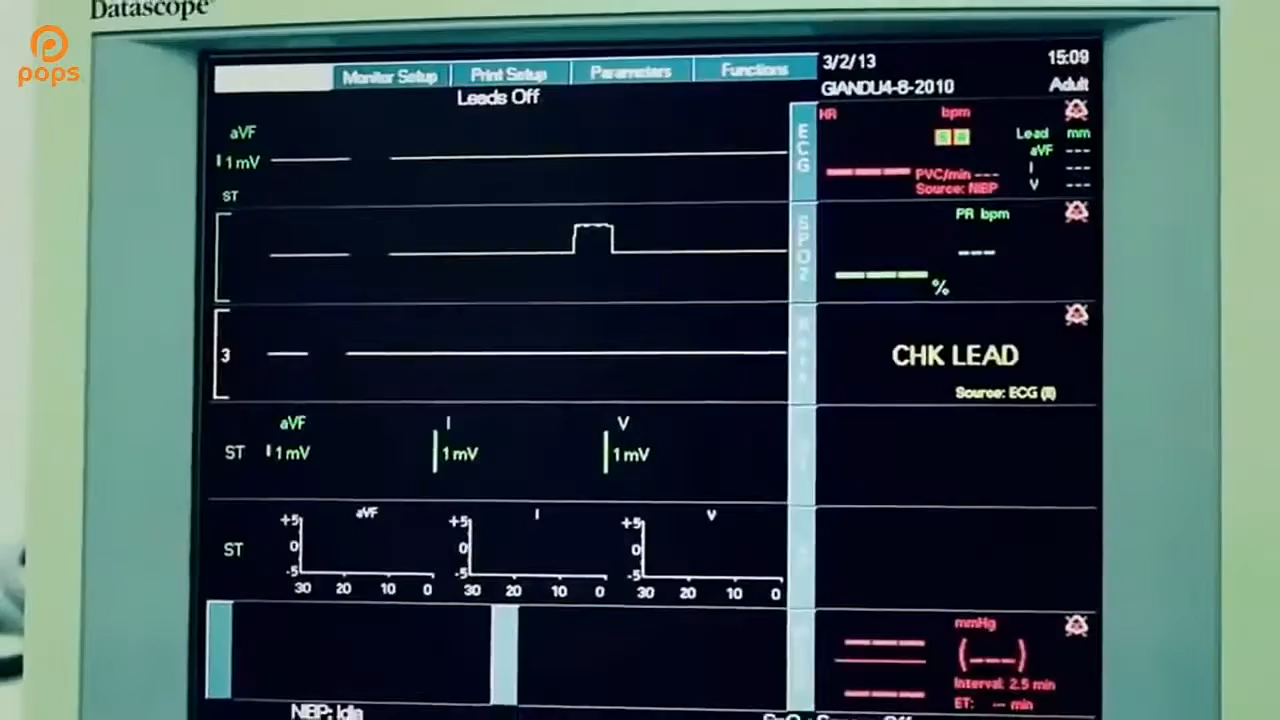 Datascope
pops
Monitor Setup Print Setup Parameters Functions
3/2/13 15:09
Leads Off
GIANDU4-8-2010 Adult
HR bpm
aVF
Lead mm
1 mV
aVF ---
PVC/min ---
I ---
Source: NIBP
V ---
ST
ECG
PR bpm
SPO2
---
%
3
CHK LEAD
Source: ECG (II)
aVF I V
ST 1 mV 1 mV 1 mV
aVF I V
+5 +5 +5
ST 0 0 0
-5 -5 -5
30 20 10 0 30 20 10 0 30 20 10 0
mmHg
(---)
Interval: 2.5 min
ET: -- min
NIBP: Idle